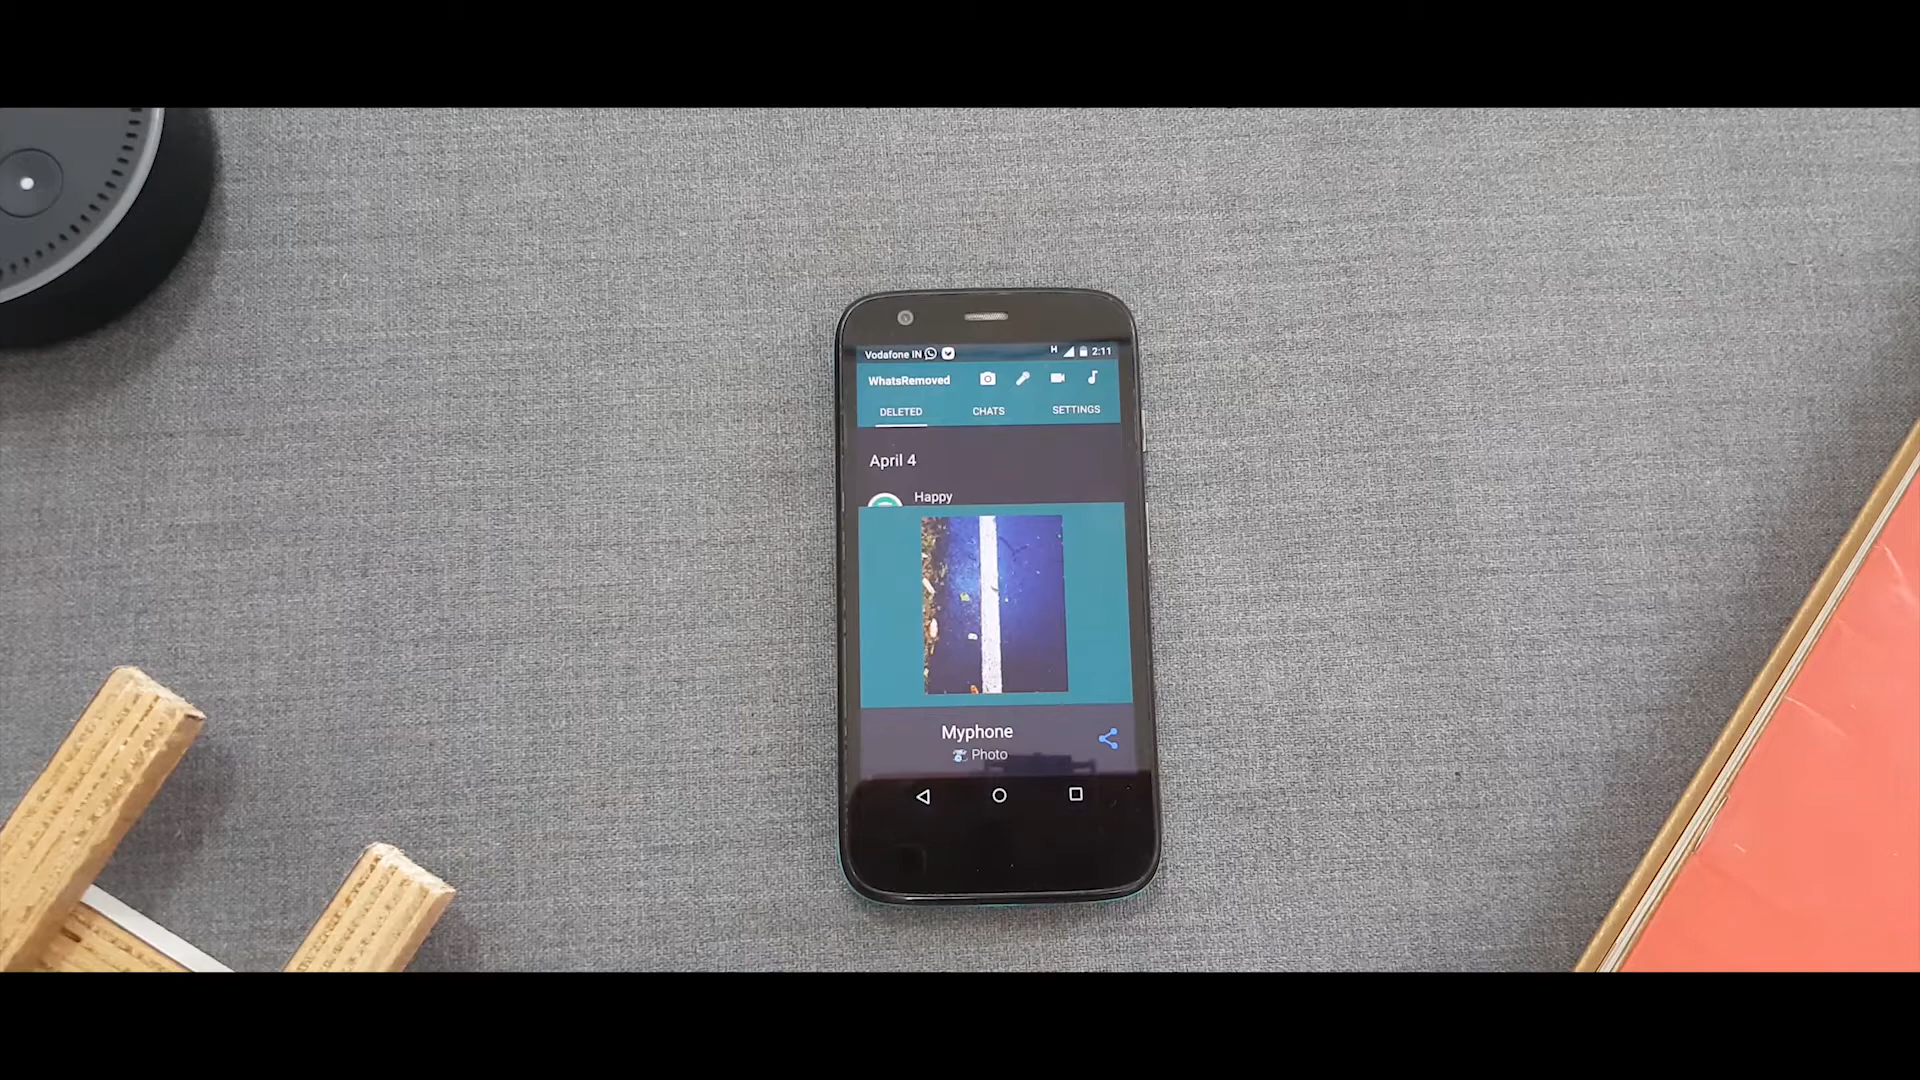 Vodafone IN H 2:11
WhatsRemoved
DELETED CHATS SETTINGS
April 4
Happy
Myphone
Photo